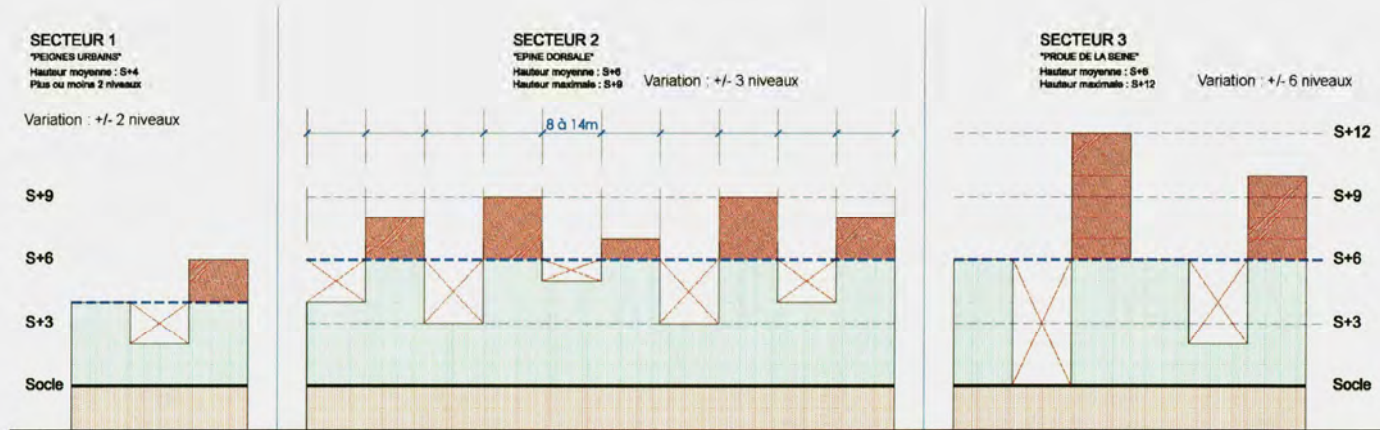 SECTEUR 1
"PEIGNES URBAINS"
Hauteur moyenne : S+4
Plus ou moins 2 niveaux
Variation : +/- 2 niveaux
S+9
S+6
S+3
Socle
SECTEUR 2
"EPINE DORSALE"
Hauteur moyenne : S+6
Hauteur maximale : S+9
Variation : +/- 3 niveaux
8 à 14m
SECTEUR 3
"PROUE DE LA SEINE"
Hauteur moyenne : S+6
Hauteur maximale : S+12
Variation : +/- 6 niveaux
S+12
S+9
S+6
S+3
Socle